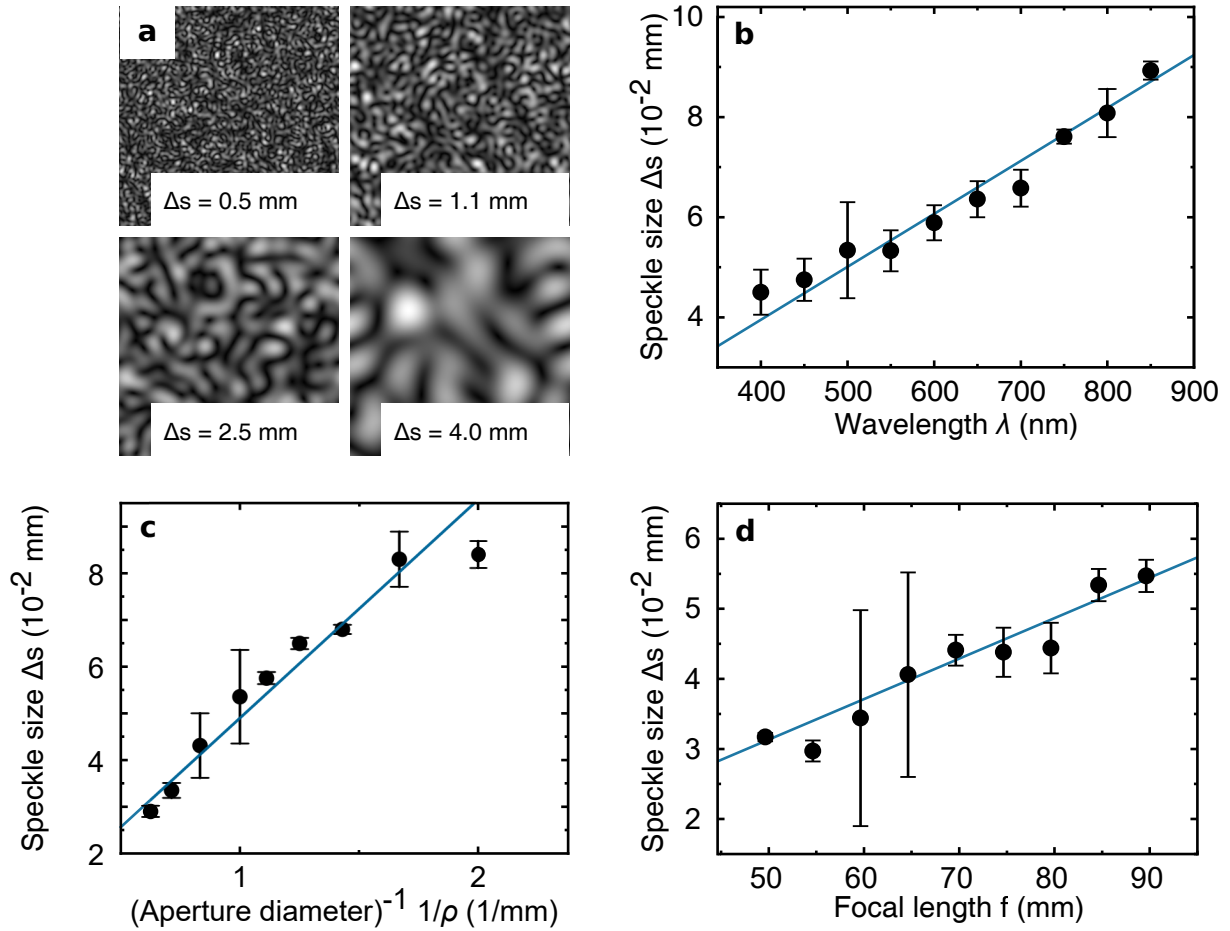 a
Δs = 0.5 mm
Δs = 1.1 mm
Δs = 2.5 mm
Δs = 4.0 mm
b
Speckle size Δs (10⁻² mm)
10
8
6
4
400 500 600 700 800 900
Wavelength λ (nm)
c
Speckle size Δs (10⁻² mm)
8
6
4
2
1 2
(Aperture diameter)⁻¹ 1/ρ (1/mm)
d
Speckle size Δs (10⁻² mm)
6
5
4
3
2
50 60 70 80 90
Focal length f (mm)